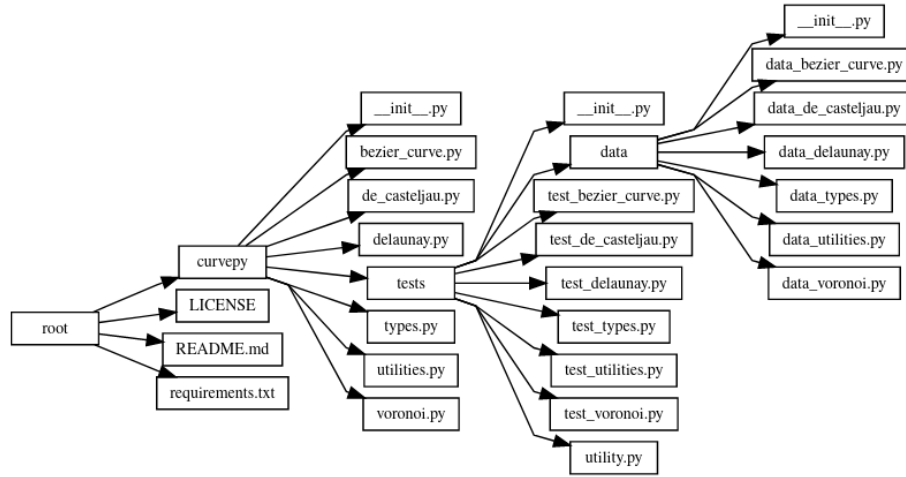 root
curvepy
LICENSE
README.md
requirements.txt
__init__.py
bezier_curve.py
de_casteljau.py
delaunay.py
tests
types.py
utilities.py
voronoi.py
__init__.py
data
test_bezier_curve.py
test_de_casteljau.py
test_delaunay.py
test_types.py
test_utilities.py
test_voronoi.py
utility.py
__init__.py
data_bezier_curve.py
data_de_casteljau.py
data_delaunay.py
data_types.py
data_utilities.py
data_voronoi.py